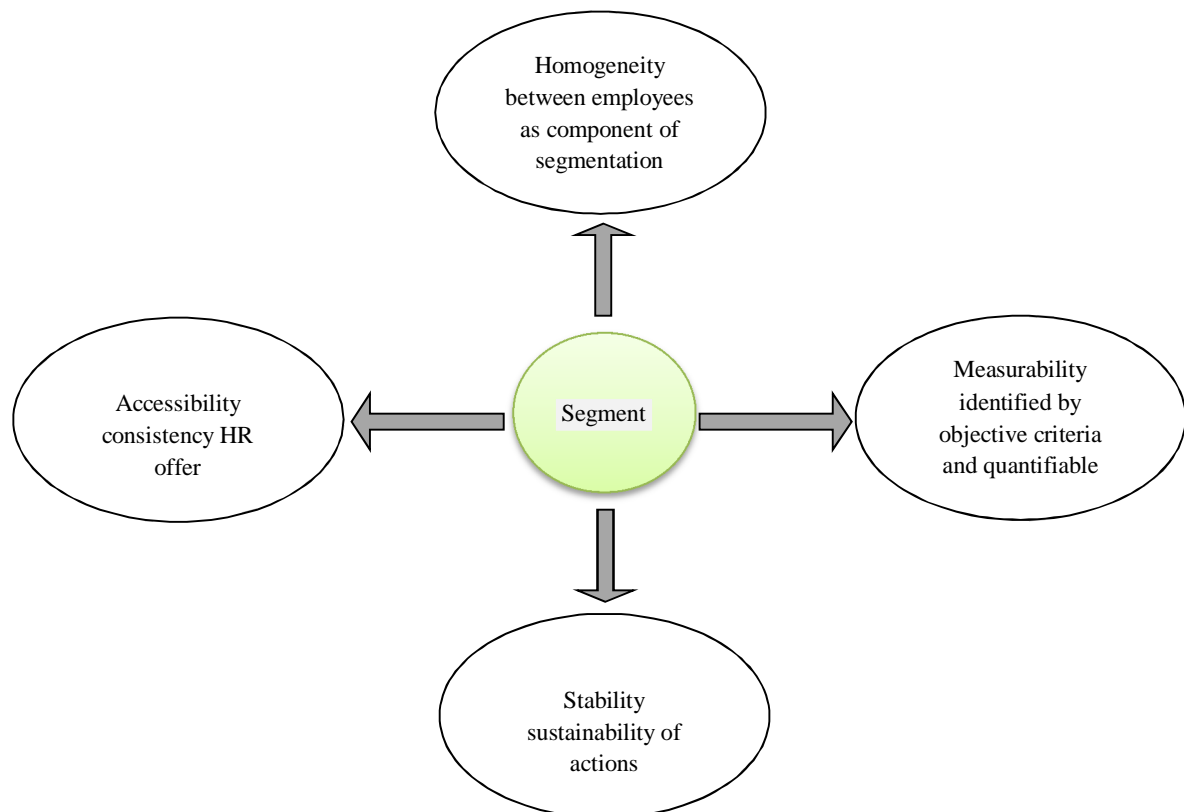 Homogeneity
between employees
as component of
segmentation
Accessibility
consistency HR
offer
Segment
Measurability
identified by
objective criteria
and quantifiable
Stability
sustainability of
actions